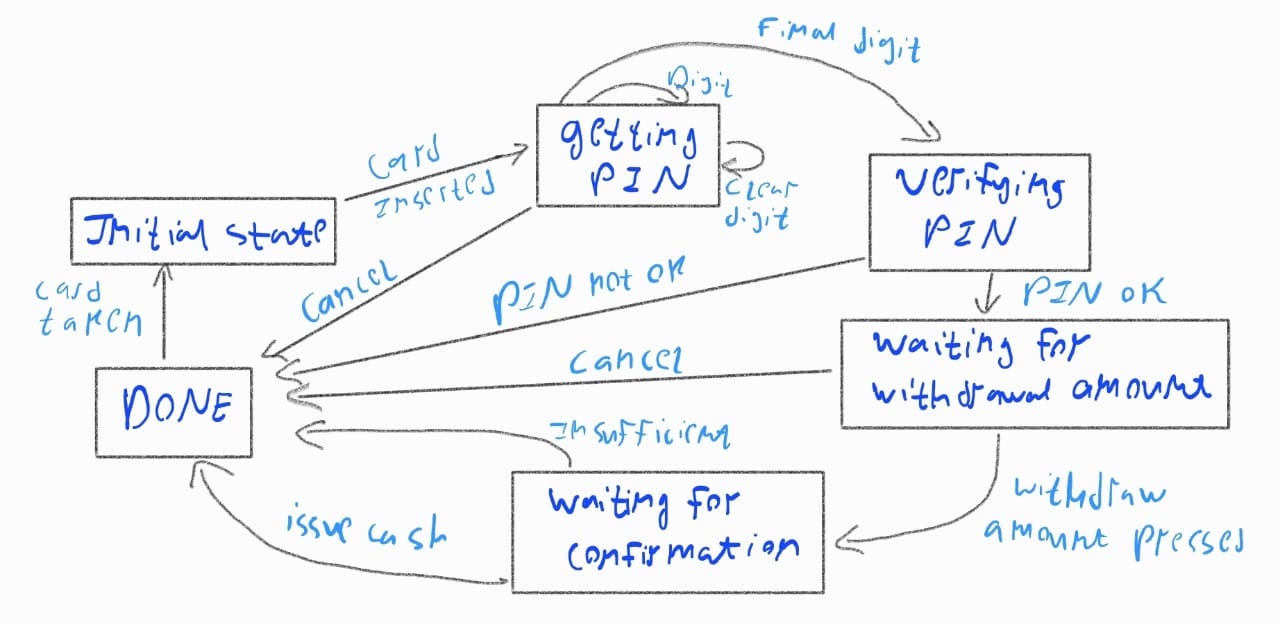 Final digit
Digit
getting
PIN
Clear
digit
Card
Inserted
Verifying
PIN
Initial state
Cancel
PIN not OK
PIN OK
card
taken
waiting for
withdrawal amount
cancel
DONE
Insufficient
withdraw
amount presses
waiting for
confirmation
issue cash